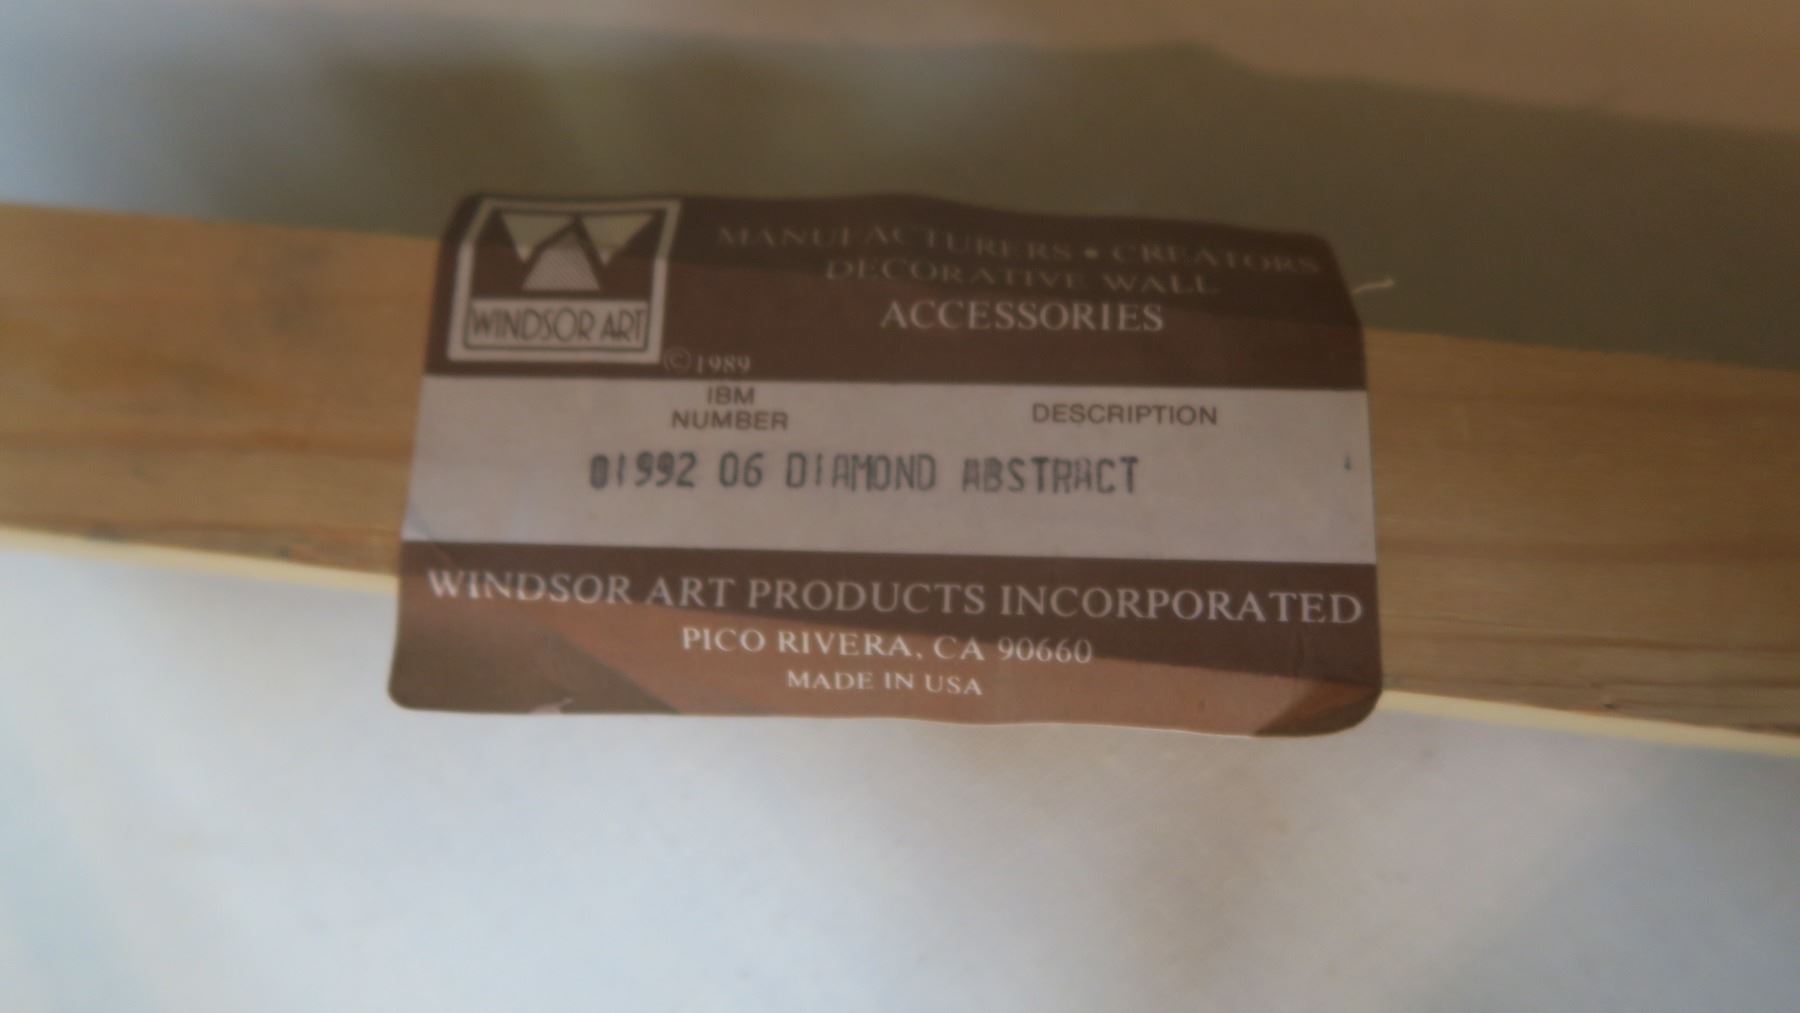 WINDSOR ART
MANUFACTURERS • CREATORS
DECORATIVE WALL
ACCESSORIES
©1989
IBM
NUMBER
DESCRIPTION
01992 06 DIAMOND ABSTRACT
WINDSOR ART PRODUCTS INCORPORATED
PICO RIVERA, CA 90660
MADE IN USA